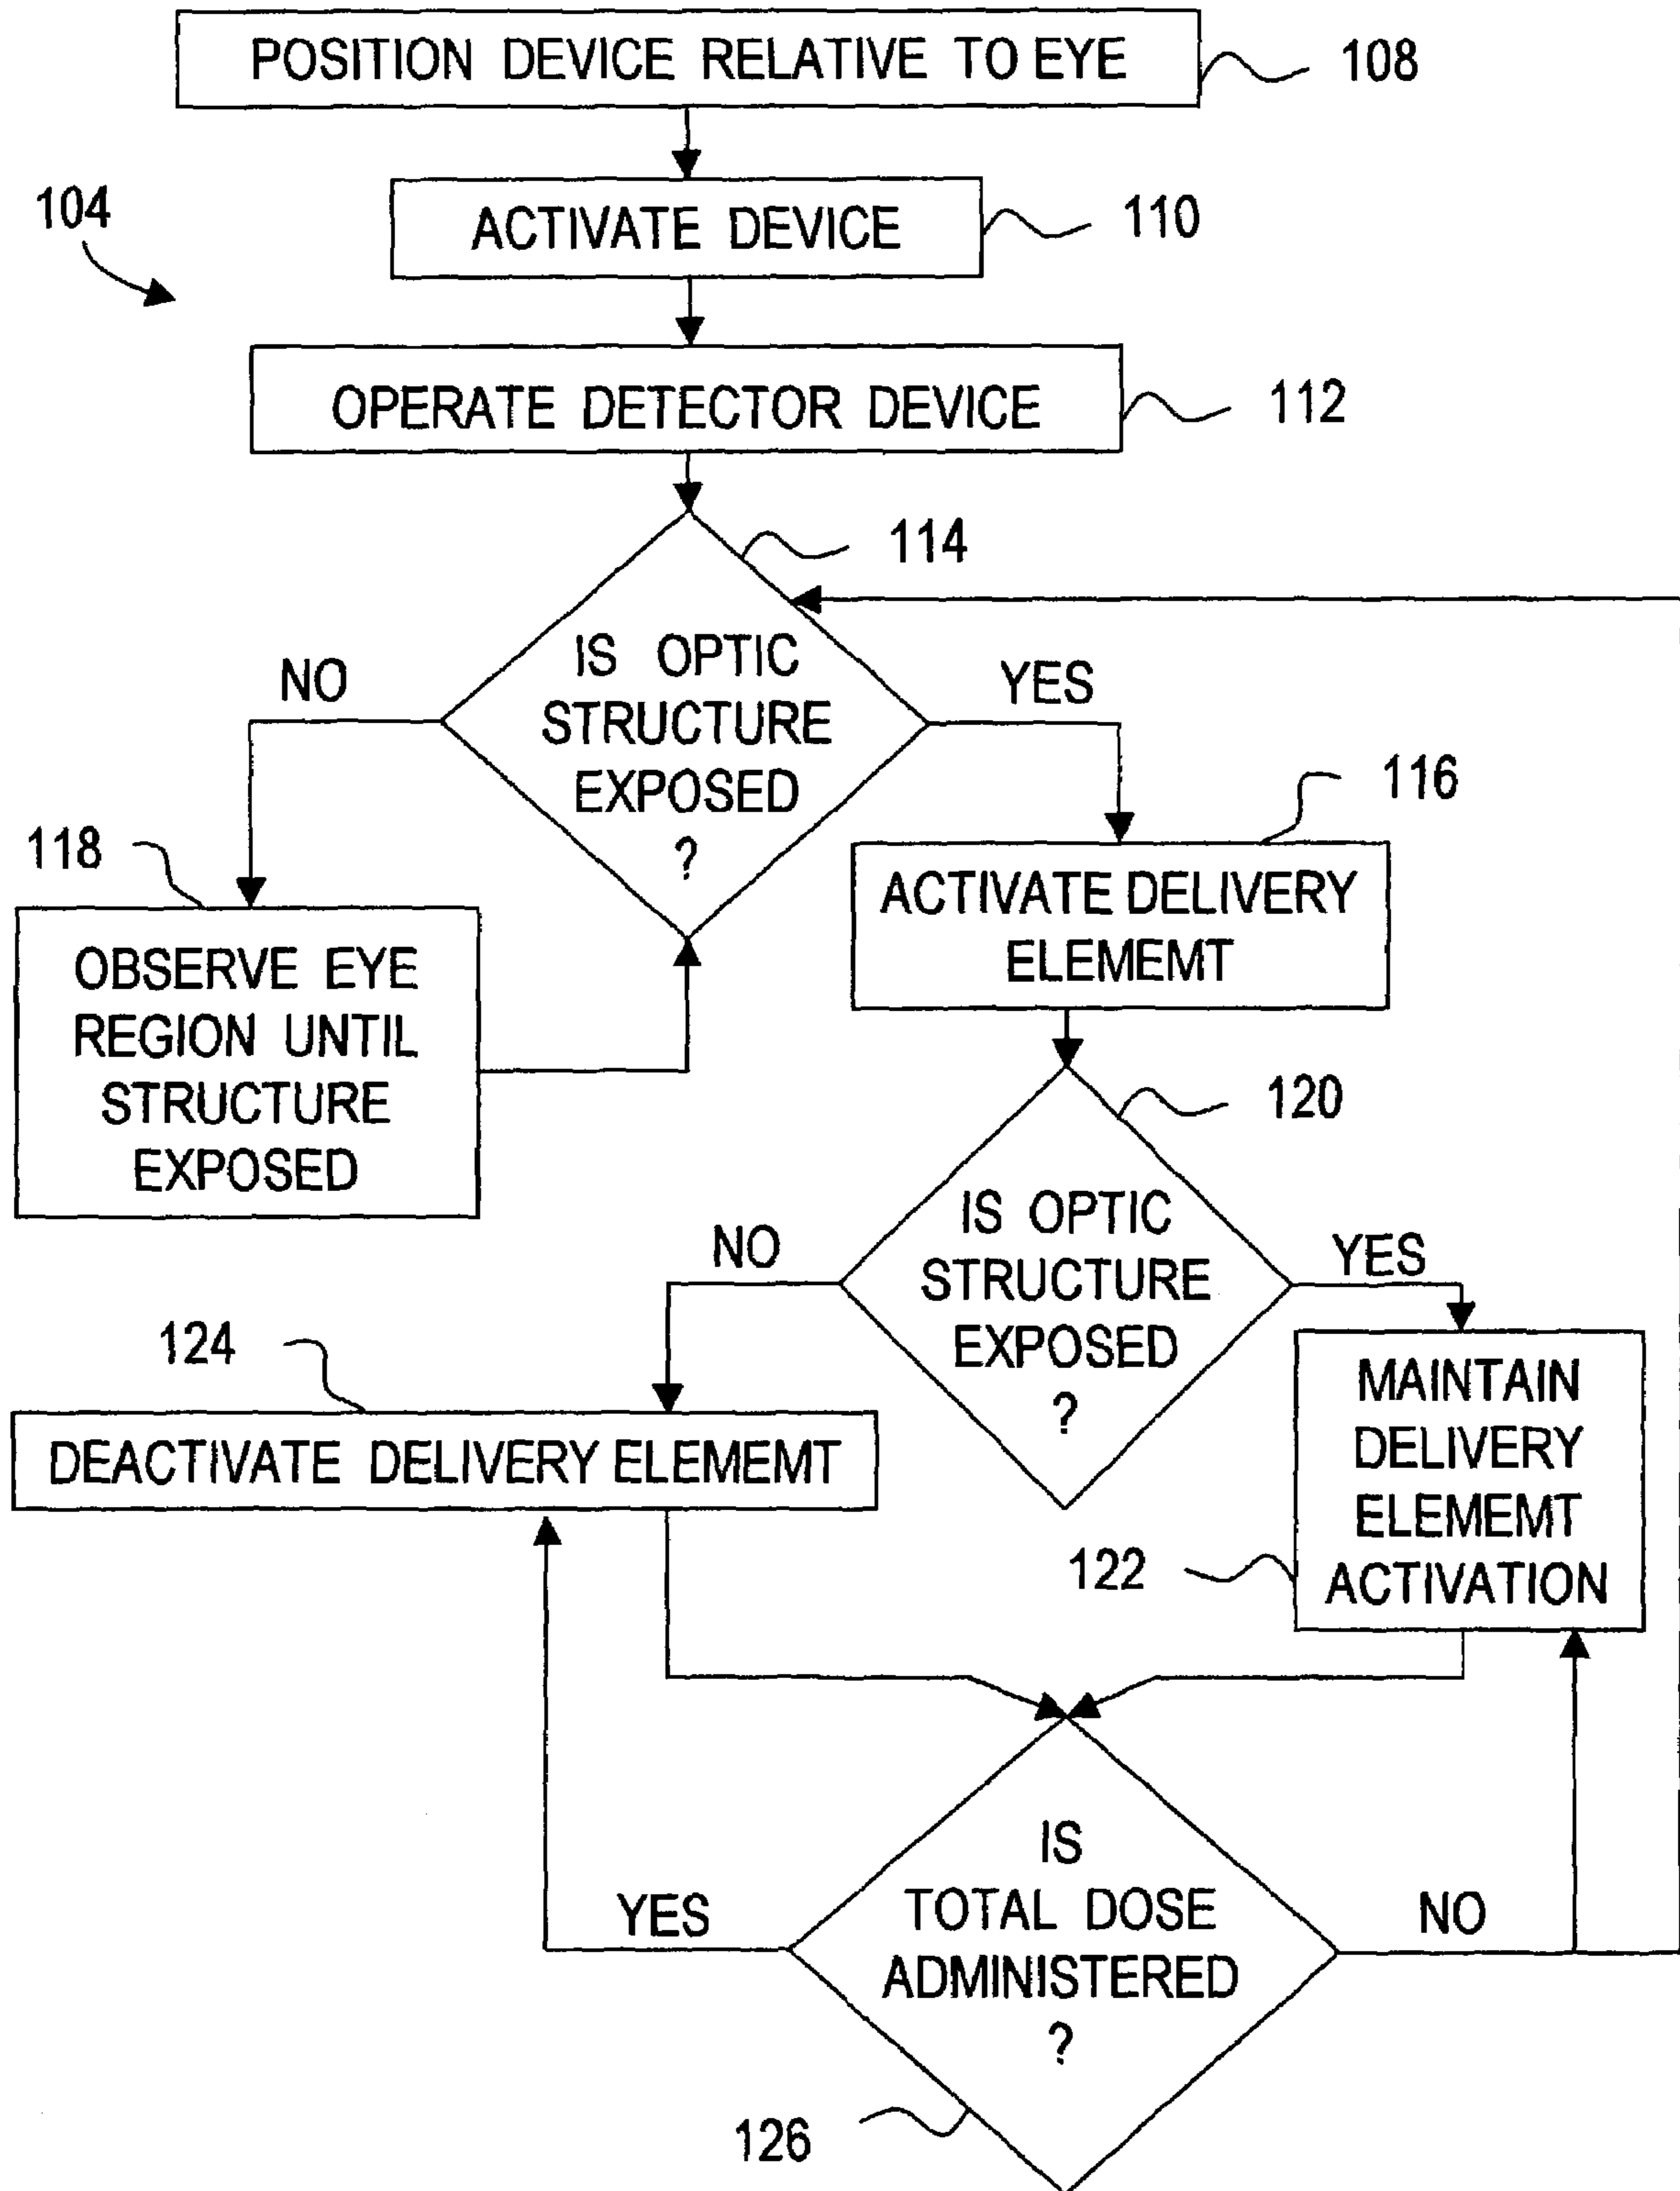 POSITION DEVICE RELATIVE TO EYE
108
104
ACTIVATE DEVICE
110
OPERATE DETECTOR DEVICE
112
114
IS OPTIC
STRUCTURE
EXPOSED
?
NO
YES
116
118
ACTIVATE DELIVERY
ELEMEMT
OBSERVE EYE
REGION UNTIL
STRUCTURE
EXPOSED
120
IS OPTIC
STRUCTURE
EXPOSED
?
NO
YES
124
DEACTIVATE DELIVERY ELEMEMT
MAINTAIN
DELIVERY
ELEMEMT
ACTIVATION
122
IS
TOTAL DOSE
ADMINISTERED
?
YES
NO
126